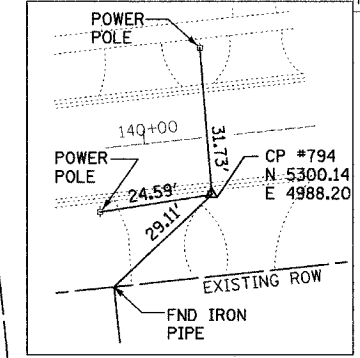 POWER
POLE
140+00
31.73'
POWER
POLE
CP #794
N 5300.14
E 4988.20
24.59'
29.11'
EXISTING ROW
FND IRON
PIPE